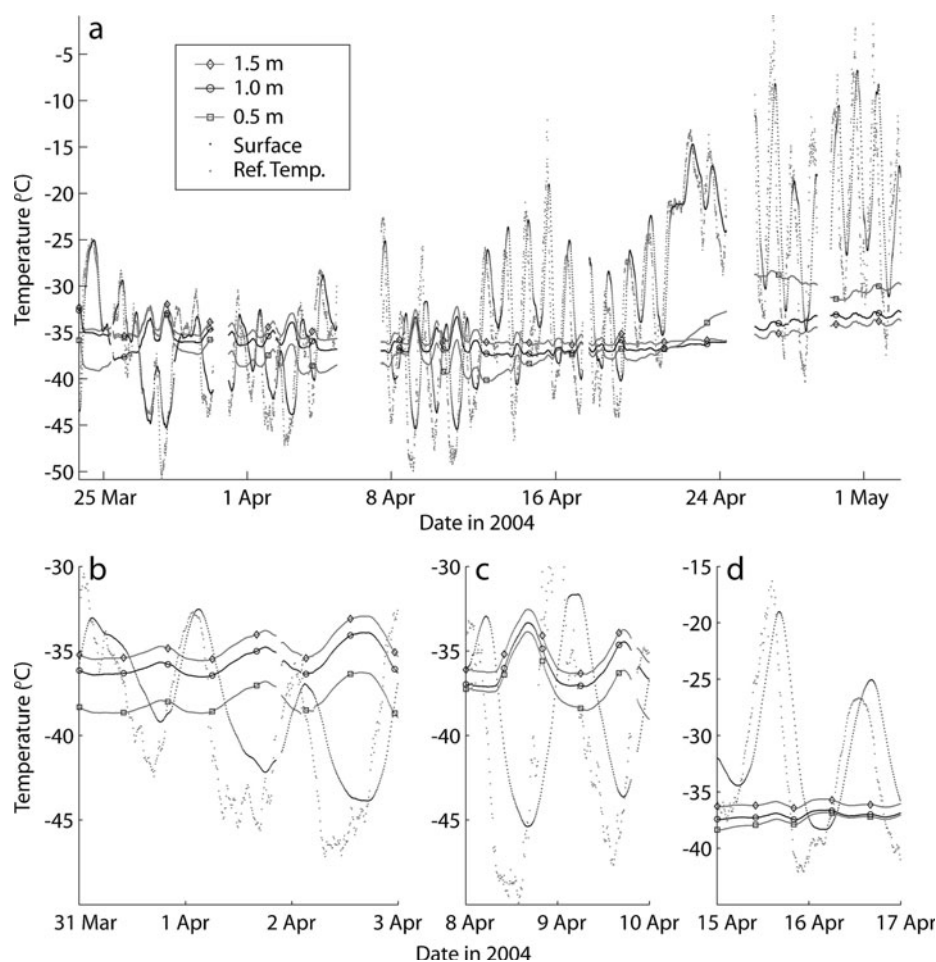 a
-5
-10
-15
-20
-25
-30
-35
-40
-45
-50
Temperature (ºC)
1.5 m
1.0 m
0.5 m
Surface
Ref. Temp.
25 Mar 1 Apr 8 Apr 16 Apr 24 Apr 1 May
Date in 2004
b
-30
-35
-40
-45
Temperature (ºC)
31 Mar 1 Apr 2 Apr 3 Apr
c
-30
-35
-40
-45
8 Apr 9 Apr 10 Apr
d
-15
-20
-25
-30
-35
-40
15 Apr 16 Apr 17 Apr
Date in 2004